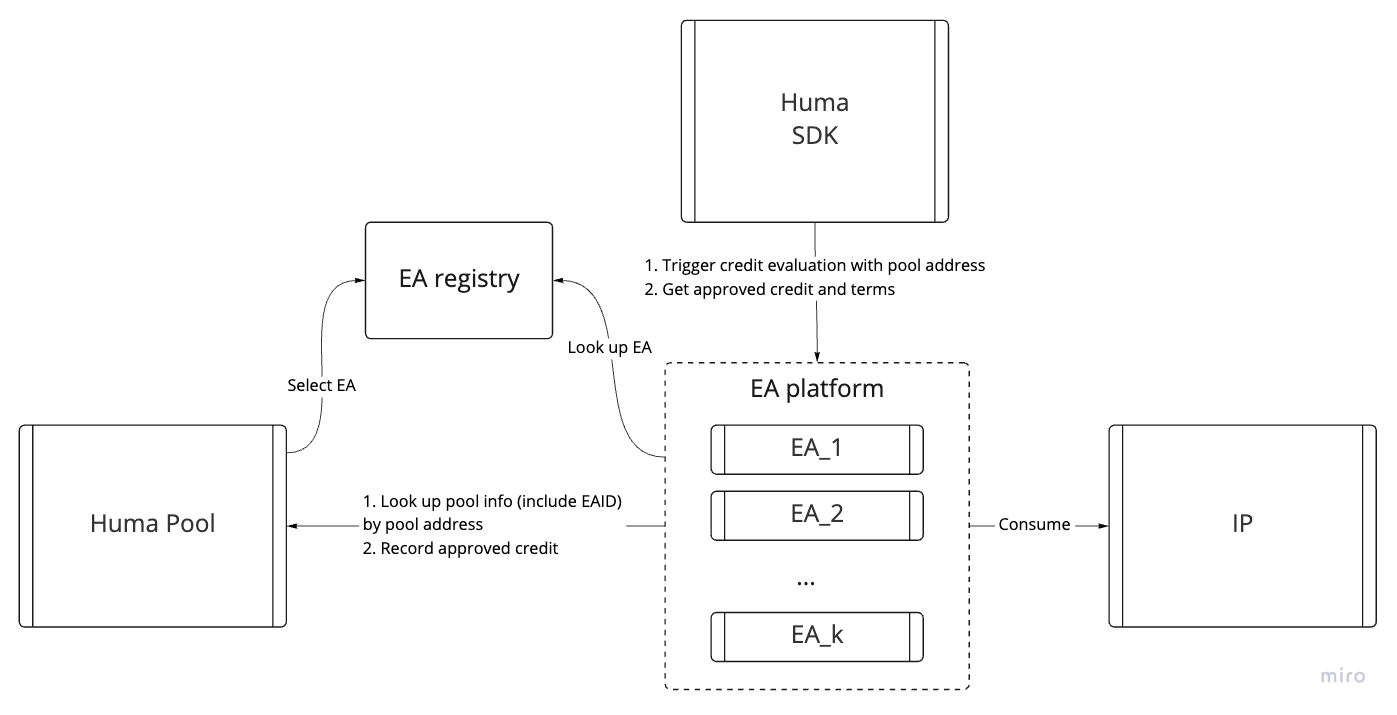 Huma
SDK
1. Trigger credit evaluation with pool address
2. Get approved credit and terms
EA registry
Look up EA
Select EA
EA platform
EA_1
EA_2
...
EA_k
Huma Pool
1. Look up pool info (include EAID)
by pool address
2. Record approved credit
Consume
IP
miro